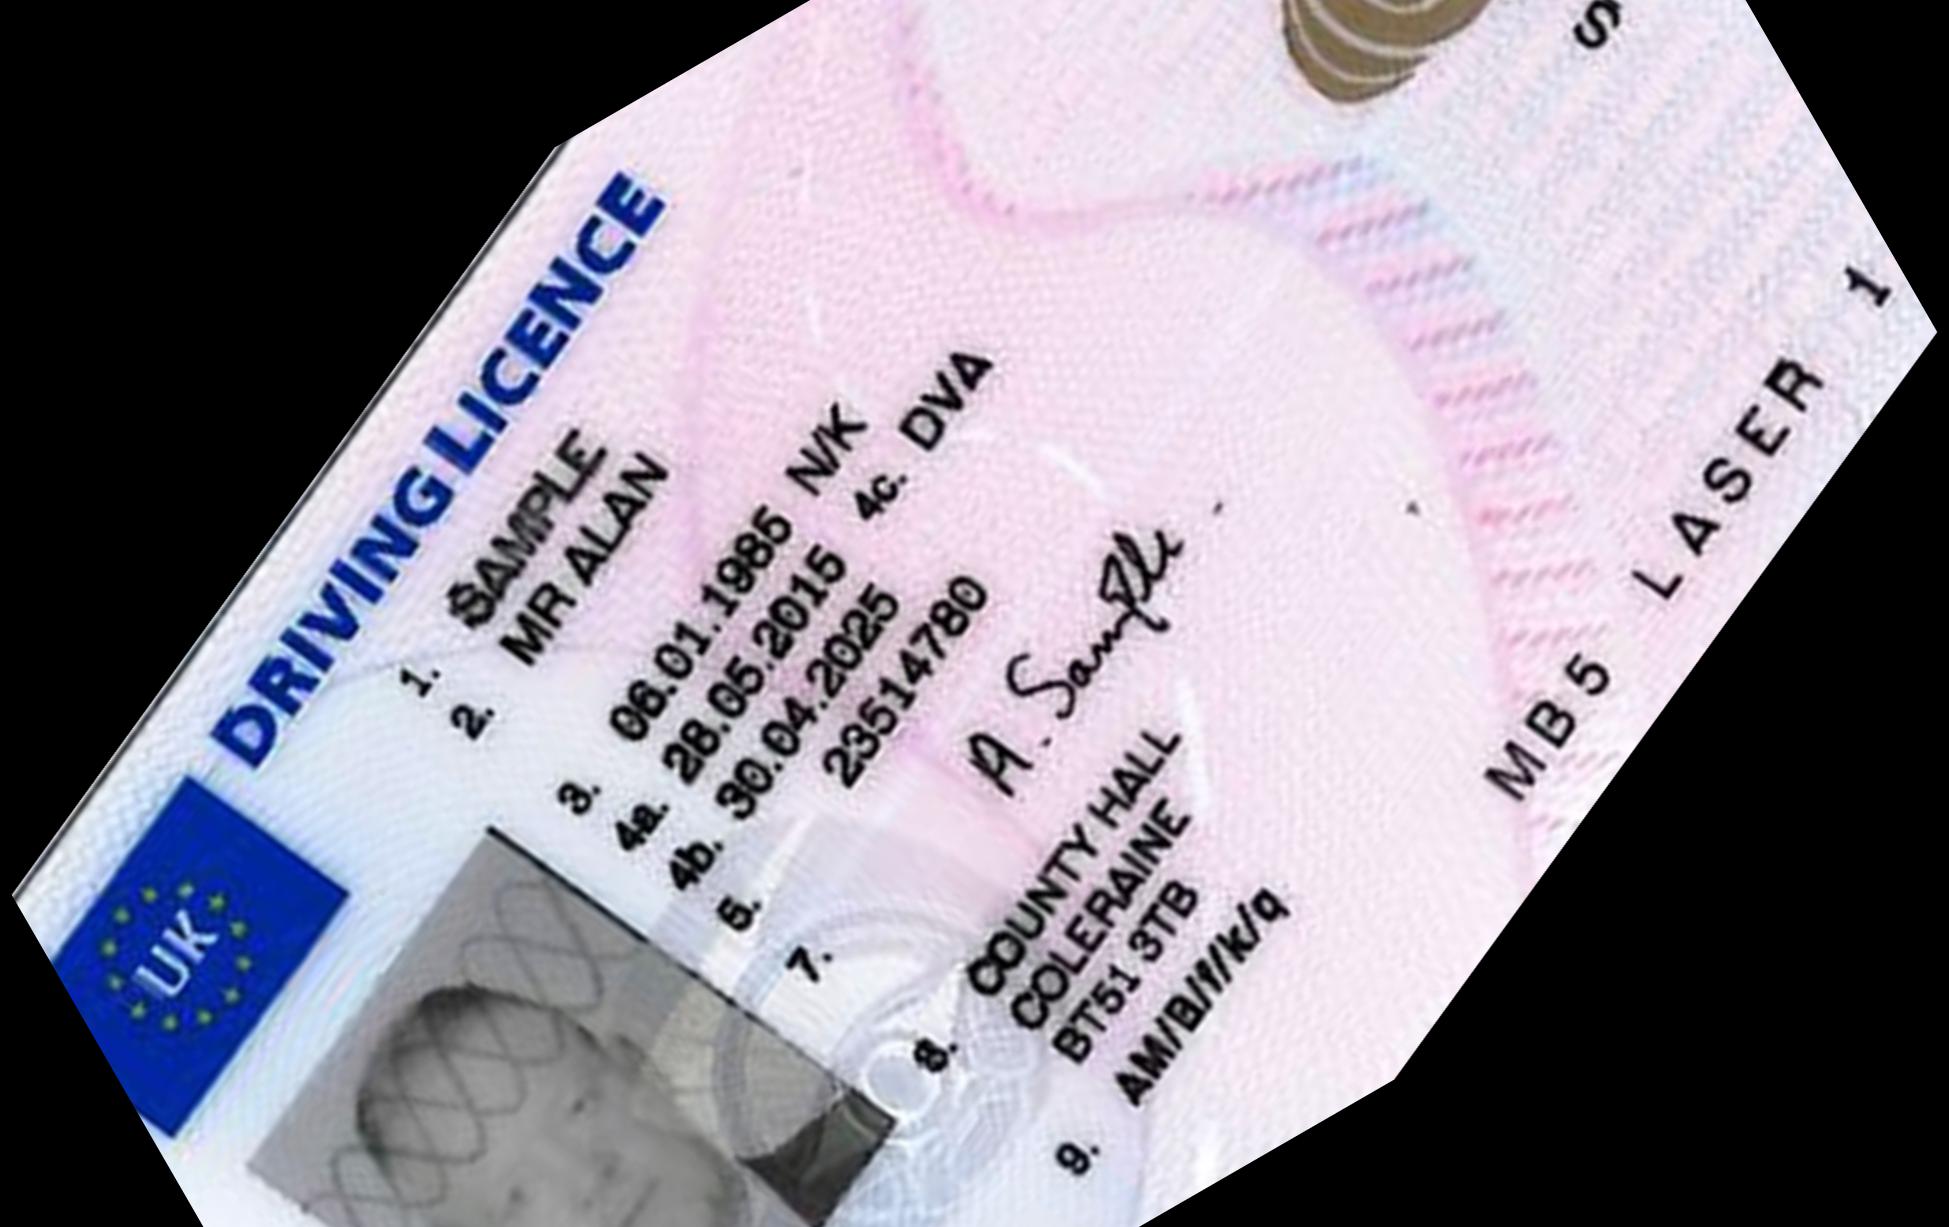 DRIVING LICENCE
UK
1. SAMPLE
2. MR ALAN
3. 06.01.1985 N/K
4a. 28.05.2015 4c. DVA
4b. 30.04.2025
5. 23514780
7. A. Sample
8. COUNTY HALL
COLERAINE
BT51 3TB
9. AM/B/f/k/q
S
MB5 LASER 1